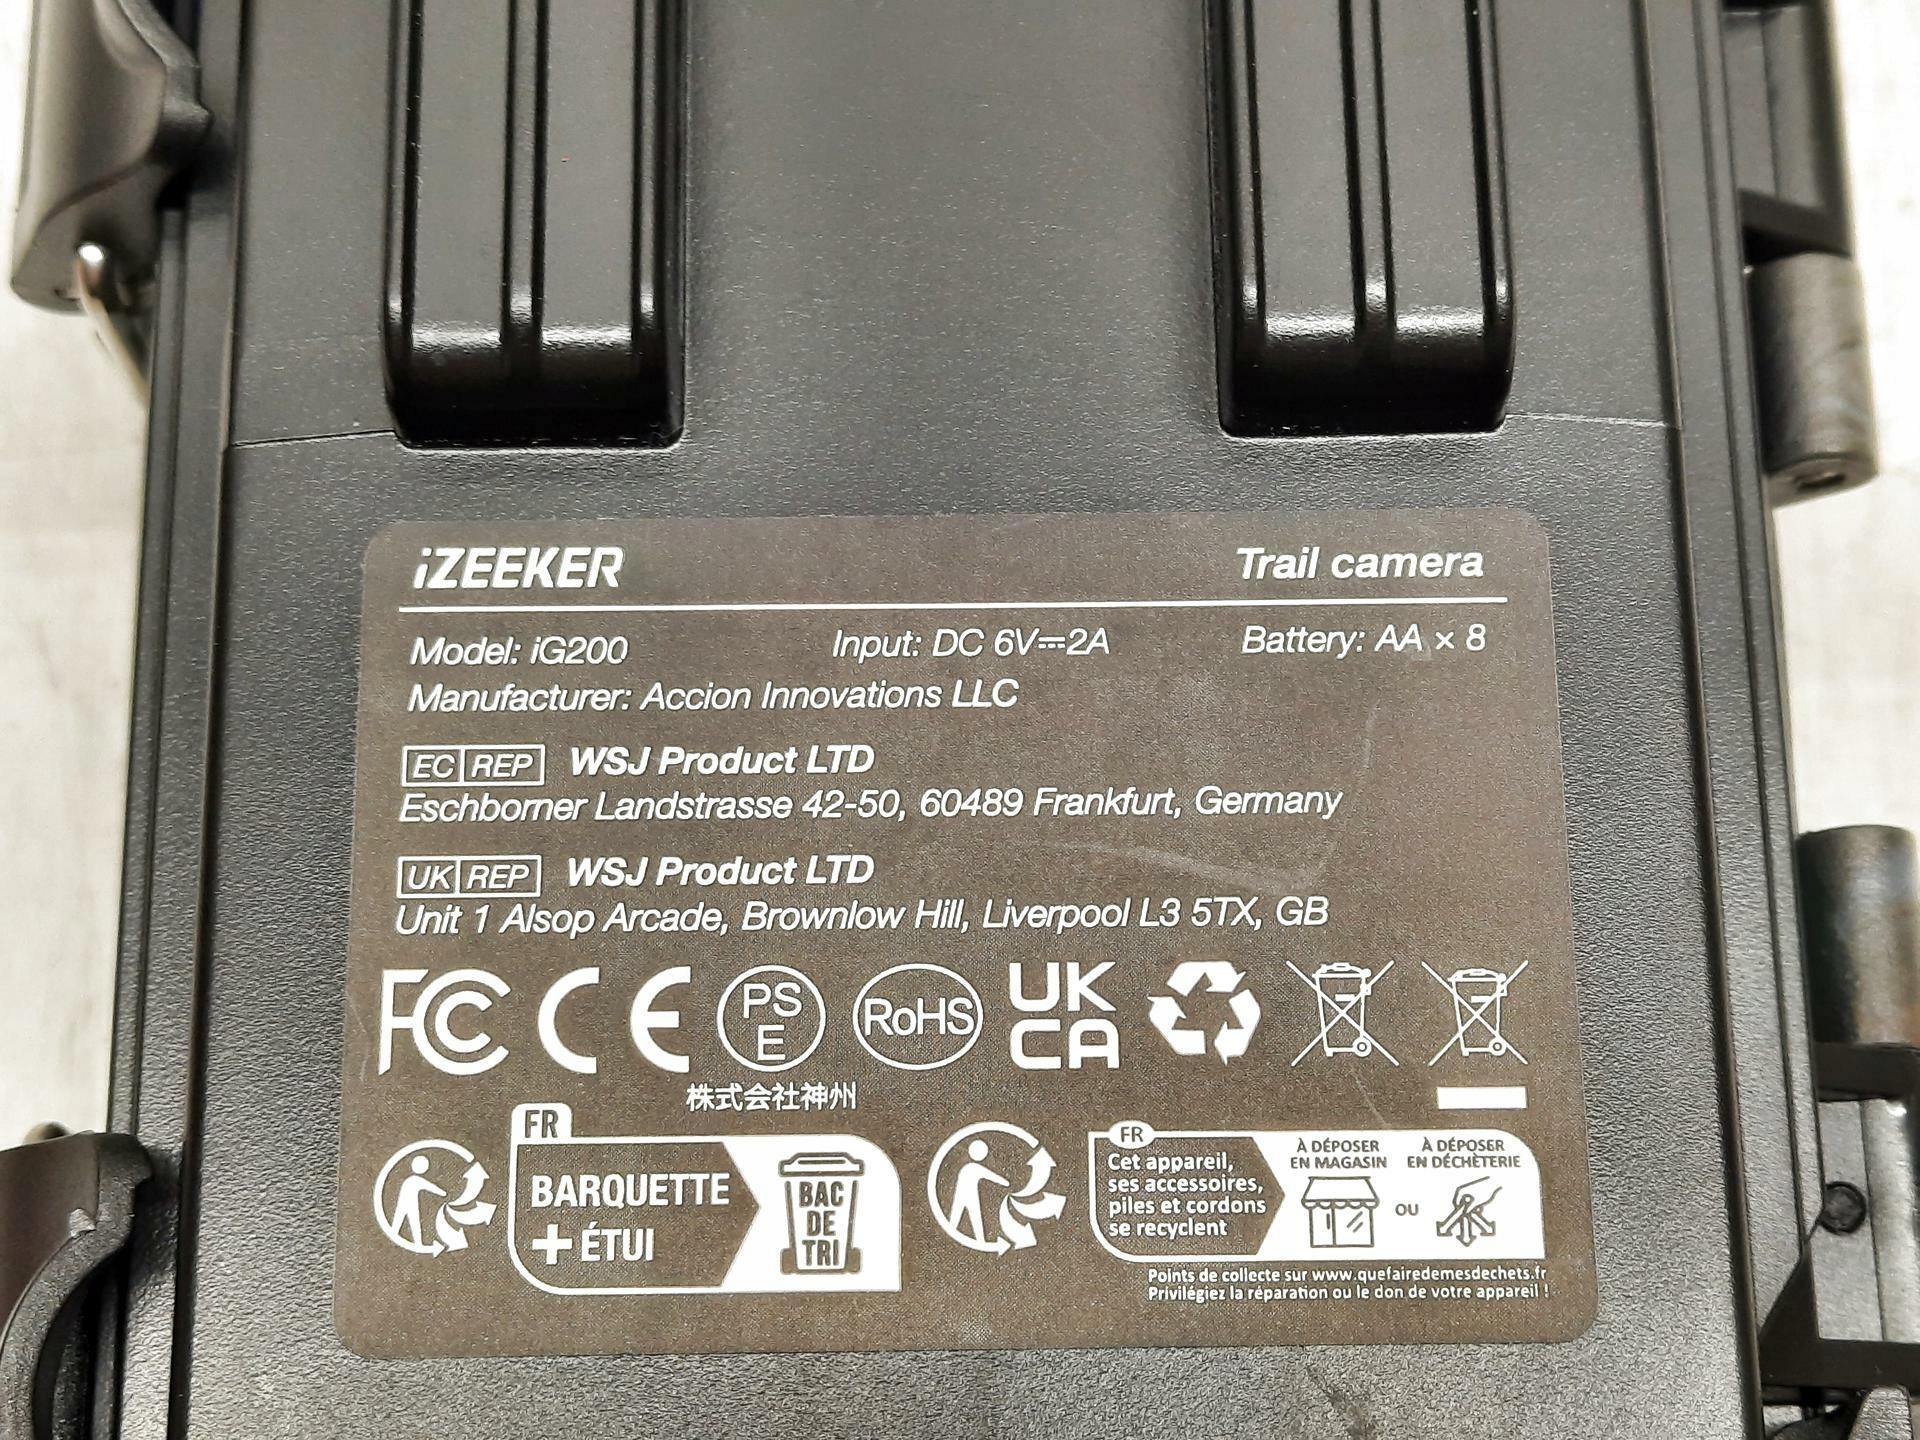 iZEEKER Trail camera
Model: iG200 Input: DC 6V⎓2A Battery: AA × 8
Manufacturer: Accion Innovations LLC
EC REP WSJ Product LTD
Eschborner Landstrasse 42-50, 60489 Frankfurt, Germany
UK REP WSJ Product LTD
Unit 1 Alsop Arcade, Brownlow Hill, Liverpool L3 5TX, GB
FC CE PS E RoHS UK CA
株式会社神州
FR
BARQUETTE
+ ÉTUI
BAC
DE
TRI
FR
Cet appareil,
ses accessoires,
piles et cordons
se recyclent
À DÉPOSER
EN MAGASIN
OU
À DÉPOSER
EN DÉCHÈTERIE
Points de collecte sur www.quefairedemesdechets.fr
Privilégiez la réparation ou le don de votre appareil !